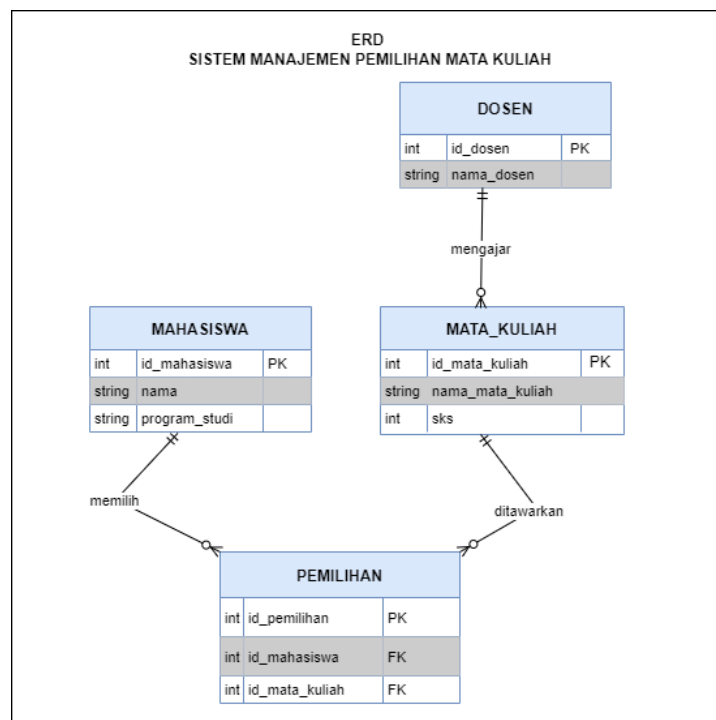 ERD
SISTEM MANAJEMEN PEMILIHAN MATA KULIAH
DOSEN
int id_dosen PK
string nama_dosen
mengajar
MAHASISWA
int id_mahasiswa PK
string nama
string program_studi
MATA_KULIAH
int id_mata_kuliah PK
string nama_mata_kuliah
int sks
memilih
ditawarkan
PEMILIHAN
int id_pemilihan PK
int id_mahasiswa FK
int id_mata_kuliah FK